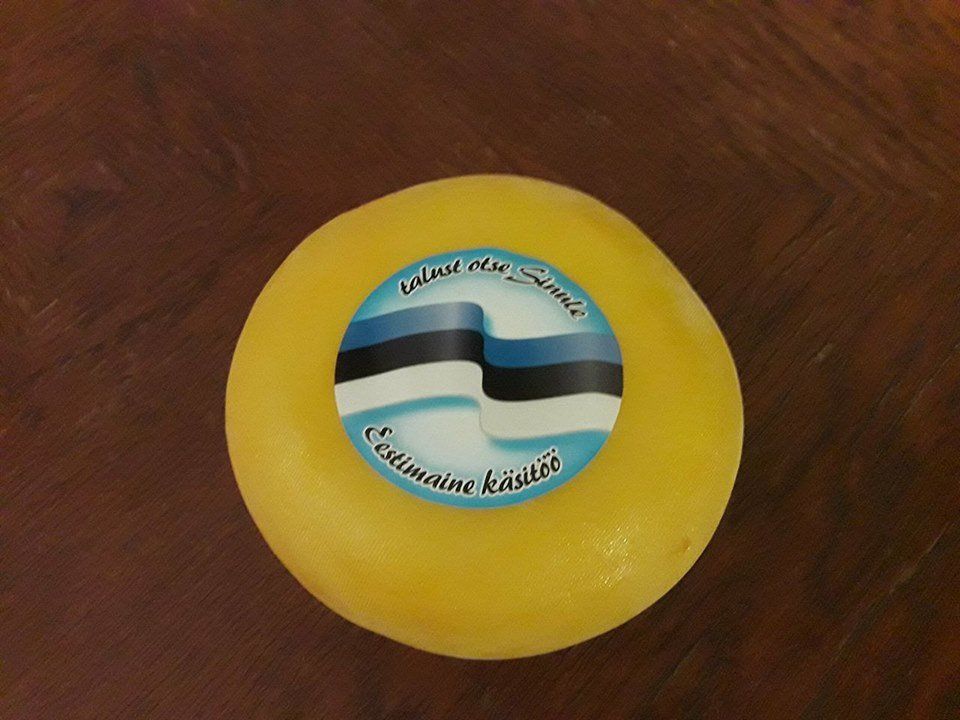 talust otse Sinule
Eestimaine käsitöö